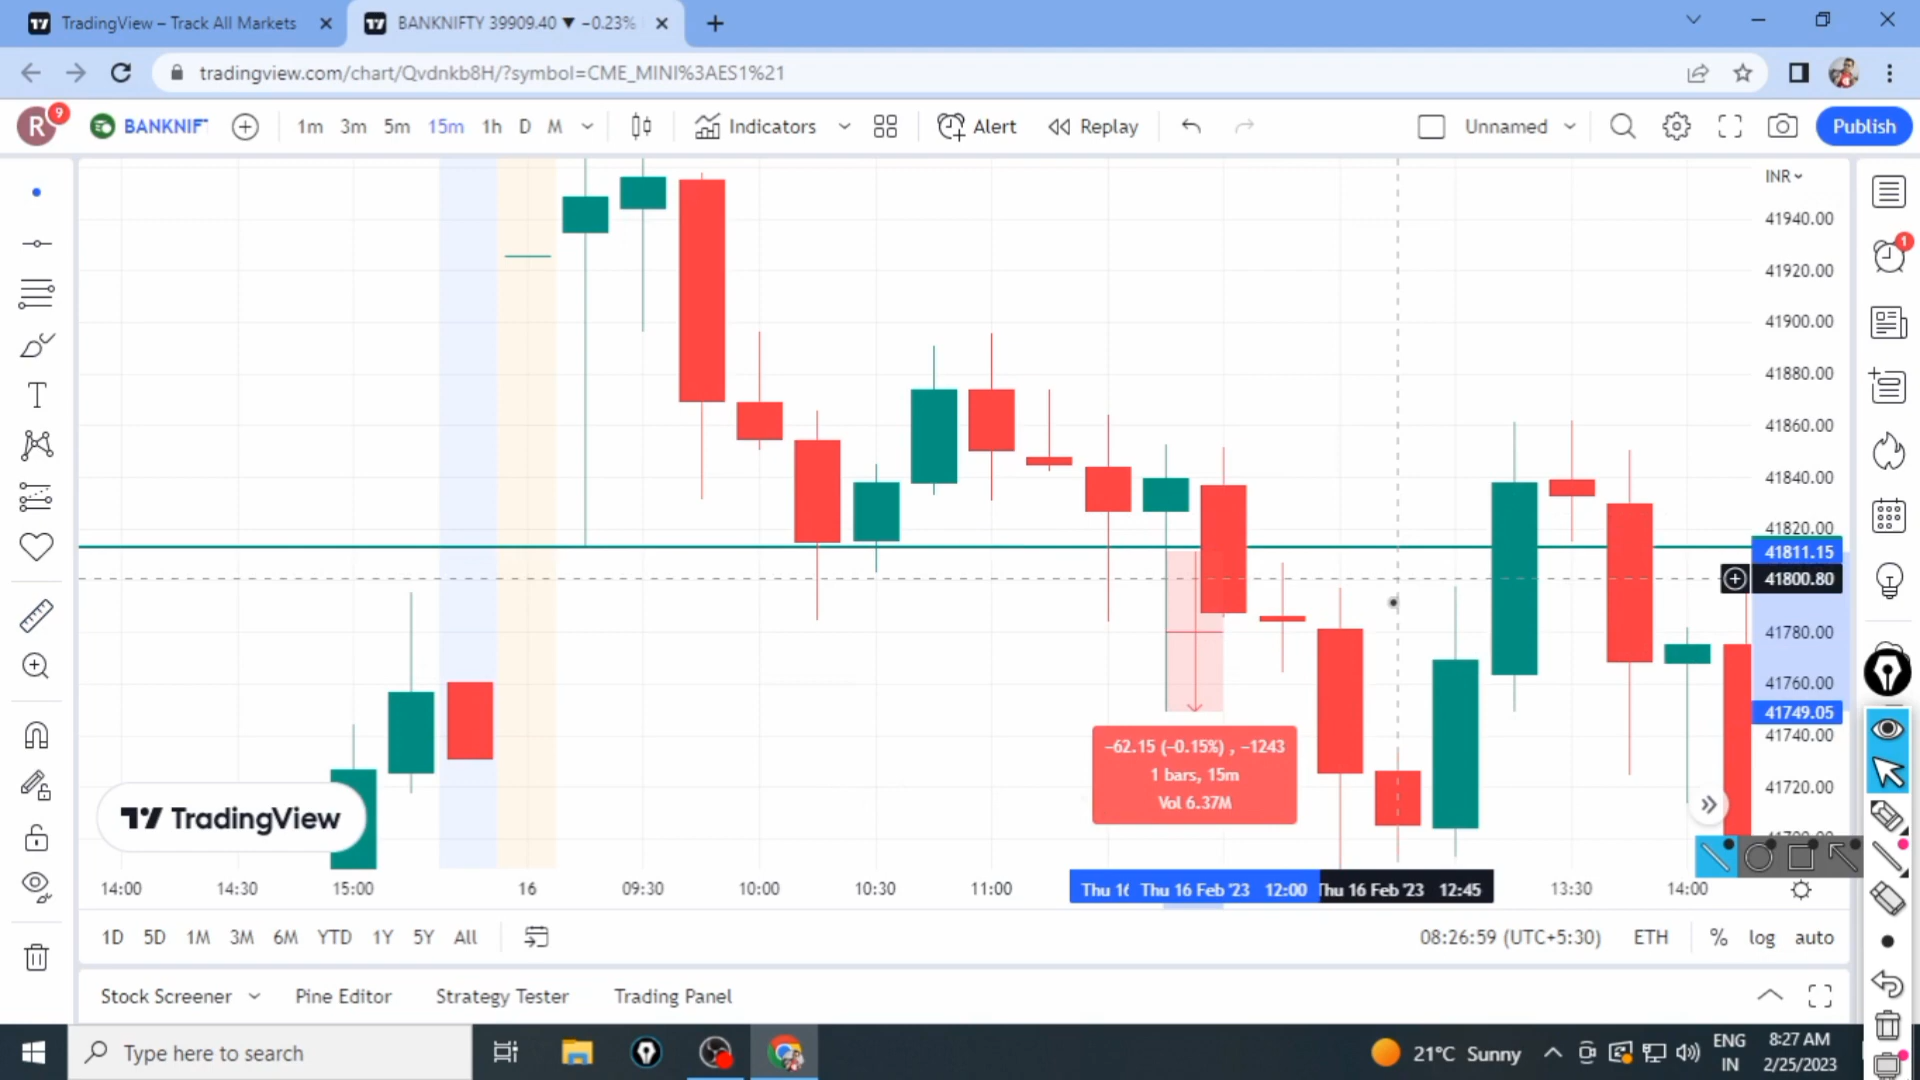 TradingView – Track All Markets
BANKNIFTY 39909.40 ▼ −0.23%
tradingview.com/chart/Qvdnkb8H/?symbol=CME_MINI%3AES1%21
R
9
BANKNIF
1m 3m 5m 15m 1h D M
Indicators
Alert
Replay
Unnamed
Publish
INR
41940.00
41920.00
41900.00
41880.00
41860.00
41840.00
41820.00
41811.15
41800.80
41780.00
41760.00
41749.05
41740.00
41720.00
1
−62.15 (−0.15%) , −1243
1 bars, 15m
Vol 6.37M
TradingView
14:00 14:30 15:00 16 09:30 10:00 10:30 11:00 Thu 16 Thu 16 Feb '23 12:00 Thu 16 Feb '23 12:45 13:30 14:00
1D 5D 1M 3M 6M YTD 1Y 5Y All
08:26:59 (UTC+5:30) ETH % log auto
Stock Screener Pine Editor Strategy Tester Trading Panel
Type here to search
21°C Sunny
ENG
IN
8:27 AM
2/25/2023